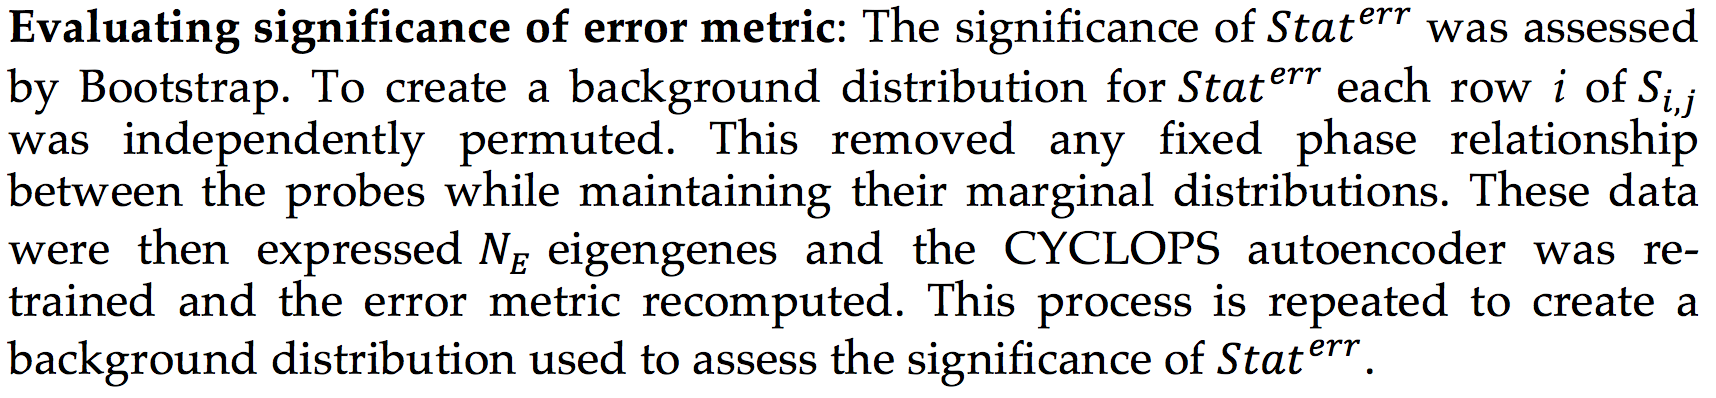 Evaluating significance of error metric: The significance of Stat^err was assessed
by Bootstrap. To create a background distribution for Stat^err each row i of S_i,j
was independently permuted. This removed any fixed phase relationship
between the probes while maintaining their marginal distributions. These data
were then expressed N_E eigengenes and the CYCLOPS autoencoder was re-
trained and the error metric recomputed. This process is repeated to create a
background distribution used to assess the significance of Stat^err.